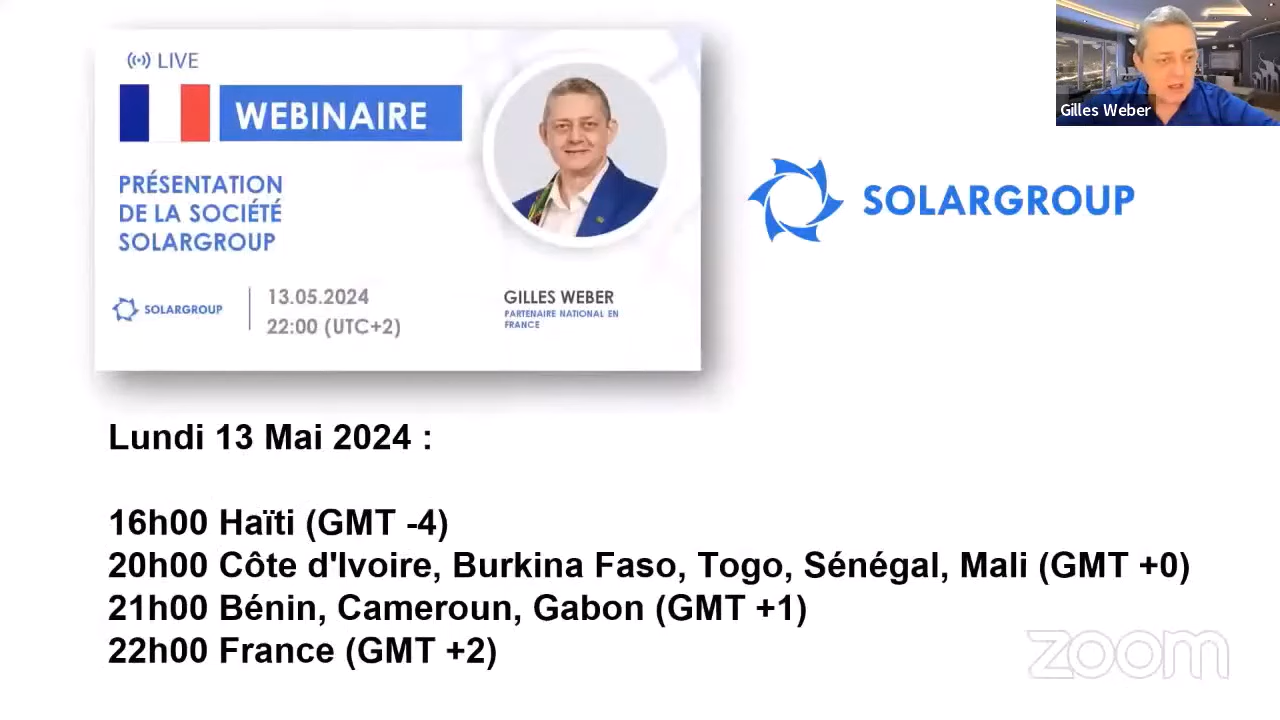 LIVE
WEBINAIRE
PRÉSENTATION
DE LA SOCIÉTÉ
SOLARGROUP
SOLARGROUP
13.05.2024
22:00 (UTC+2)
GILLES WEBER
PARTENAIRE NATIONAL EN
FRANCE
Gilles Weber
SOLARGROUP
Lundi 13 Mai 2024 :
16h00 Haïti (GMT -4)
20h00 Côte d'Ivoire, Burkina Faso, Togo, Sénégal, Mali (GMT +0)
21h00 Bénin, Cameroun, Gabon (GMT +1)
22h00 France (GMT +2)
zoom